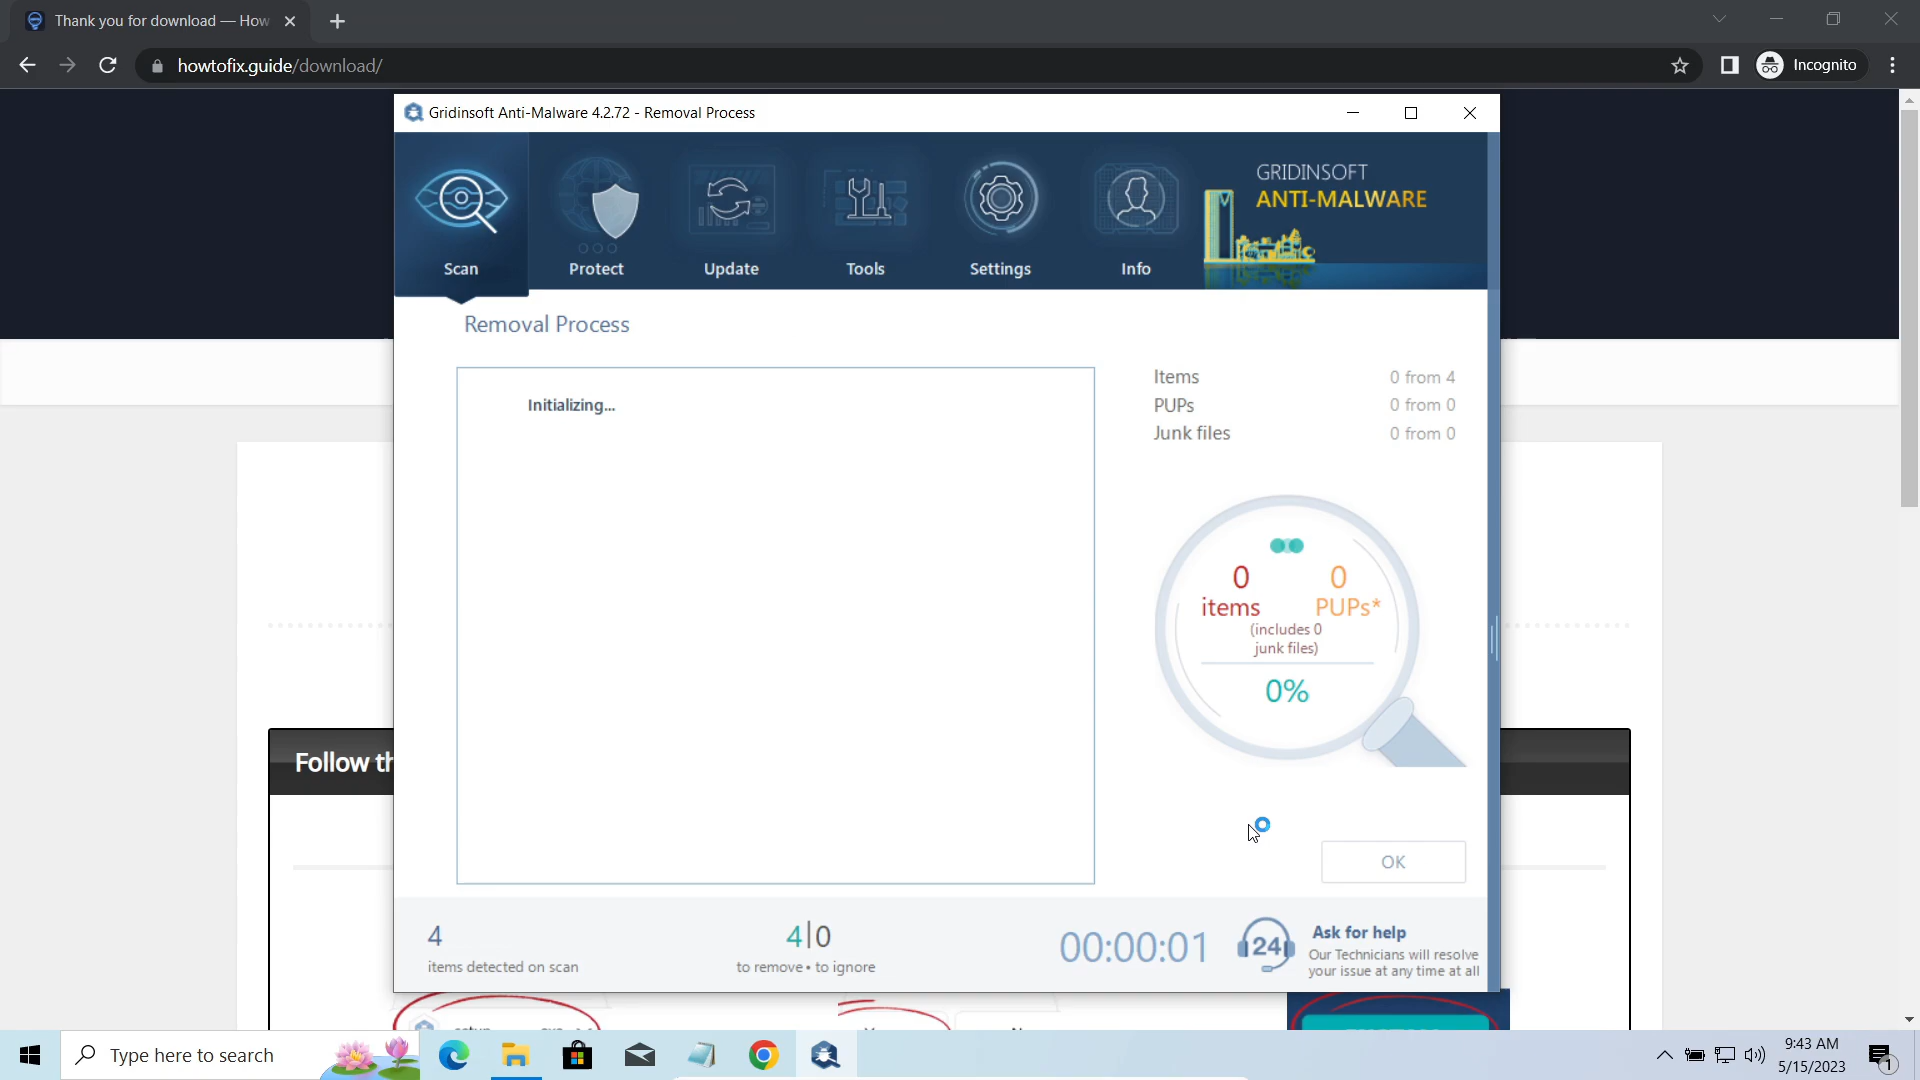 Thank you for download — How
howtofix.guide/download/
Incognito
Gridinsoft Anti-Malware 4.2.72 - Removal Process
GRIDINSOFT
ANTI-MALWARE
Scan
Protect
Update
Tools
Settings
Info
Removal Process
Initializing...
Items 0 from 4
PUPs 0 from 0
Junk files 0 from 0
0 0
items PUPs*
(includes 0
junk files)
0%
Follow th
OK
4
items detected on scan
4|0
to remove • to ignore
00:00:01
24
Ask for help
Our Technicians will resolve
your issue at any time at all
Type here to search
9:43 AM
5/15/2023
1